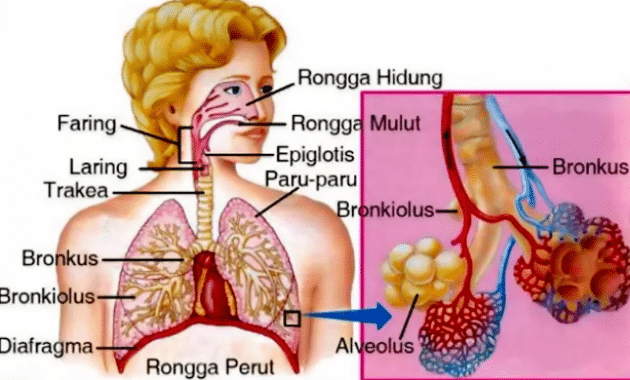 Rongga Hidung
Faring
Rongga Mulut
Epiglotis
Laring
Paru-paru
Trakea
Bronkus
Bronkiolus
Bronkus
Bronkiolus
Diafragma
Alveolus
Rongga Perut